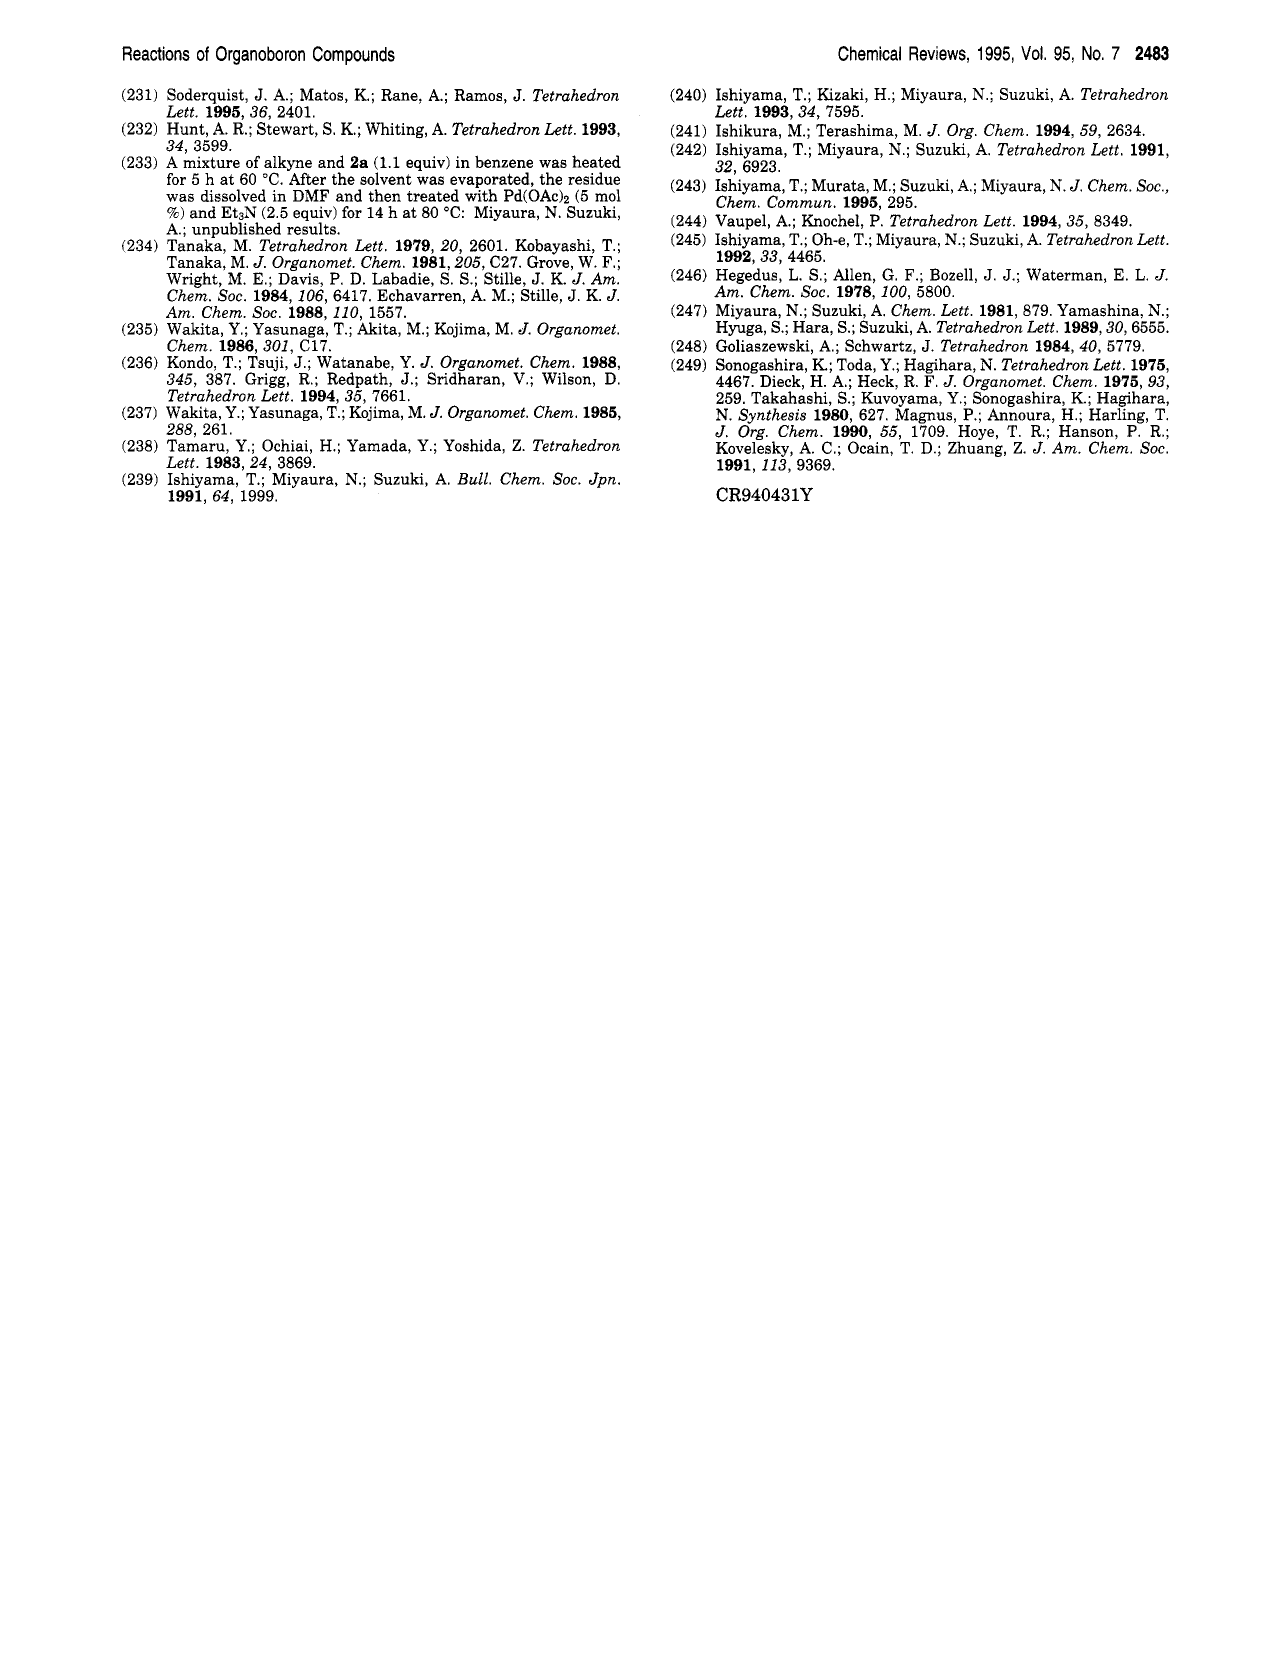 Reactions of Organoboron Compounds
Chemical Reviews, 1995, Vol. 95, No. 7 2483
(231) Soderquist, J. A.; Matos, K.; Rane, A.; Ramos, J. Tetrahedron
Lett. 1995, 36, 2401.
(232) Hunt, A. R.; Stewart, S. K.; Whiting, A. Tetrahedron Lett. 1993,
34, 3599.
(233) A mixture of alkyne and 2a (1.1 equiv) in benzene was heated
for 5 h at 60 °C. After the solvent was evaporated, the residue
was dissolved in DMF and then treated with Pd(OAc)₂ (5 mol
%) and Et₃N (2.5 equiv) for 14 h at 80 °C: Miyaura, N. Suzuki,
A.; unpublished results.
(234) Tanaka, M. Tetrahedron Lett. 1979, 20, 2601. Kobayashi, T.;
Tanaka, M. J. Organomet. Chem. 1981, 205, C27. Grove, W. F.;
Wright, M. E.; Davis, P. D. Labadie, S. S.; Stille, J. K. J. Am.
Chem. Soc. 1984, 106, 6417. Echavarren, A. M.; Stille, J. K. J.
Am. Chem. Soc. 1988, 110, 1557.
(235) Wakita, Y.; Yasunaga, T.; Akita, M.; Kojima, M. J. Organomet.
Chem. 1986, 301, C17.
(236) Kondo, T.; Tsuji, J.; Watanabe, Y. J. Organomet. Chem. 1988,
345, 387. Grigg, R.; Redpath, J.; Sridharan, V.; Wilson, D.
Tetrahedron Lett. 1994, 35, 7661.
(237) Wakita, Y.; Yasunaga, T.; Kojima, M. J. Organomet. Chem. 1985,
288, 261.
(238) Tamaru, Y.; Ochiai, H.; Yamada, Y.; Yoshida, Z. Tetrahedron
Lett. 1983, 24, 3869.
(239) Ishiyama, T.; Miyaura, N.; Suzuki, A. Bull. Chem. Soc. Jpn.
1991, 64, 1999.
(240) Ishiyama, T.; Kizaki, H.; Miyaura, N.; Suzuki, A. Tetrahedron
Lett. 1993, 34, 7595.
(241) Ishikura, M.; Terashima, M. J. Org. Chem. 1994, 59, 2634.
(242) Ishiyama, T.; Miyaura, N.; Suzuki, A. Tetrahedron Lett. 1991,
32, 6923.
(243) Ishiyama, T.; Murata, M.; Suzuki, A.; Miyaura, N. J. Chem. Soc.,
Chem. Commun. 1995, 295.
(244) Vaupel, A.; Knochel, P. Tetrahedron Lett. 1994, 35, 8349.
(245) Ishiyama, T.; Oh-e, T.; Miyaura, N.; Suzuki, A. Tetrahedron Lett.
1992, 33, 4465.
(246) Hegedus, L. S.; Allen, G. F.; Bozell, J. J.; Waterman, E. L. J.
Am. Chem. Soc. 1978, 100, 5800.
(247) Miyaura, N.; Suzuki, A. Chem. Lett. 1981, 879. Yamashina, N.;
Hyuga, S.; Hara, S.; Suzuki, A. Tetrahedron Lett. 1989, 30, 6555.
(248) Goliaszewski, A.; Schwartz, J. Tetrahedron 1984, 40, 5779.
(249) Sonogashira, K.; Toda, Y.; Hagihara, N. Tetrahedron Lett. 1975,
4467. Dieck, H. A.; Heck, R. F. J. Organomet. Chem. 1975, 93,
259. Takahashi, S.; Kuvoyama, Y.; Sonogashira, K.; Hagihara,
N. Synthesis 1980, 627. Magnus, P.; Annoura, H.; Harling, T.
J. Org. Chem. 1990, 55, 1709. Hoye, T. R.; Hanson, P. R.;
Kovelesky, A. C.; Ocain, T. D.; Zhuang, Z. J. Am. Chem. Soc.
1991, 113, 9369.
CR940431Y